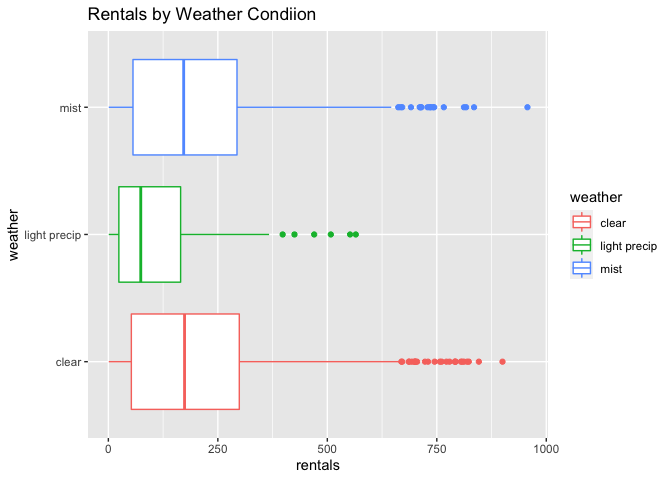 Rentals by Weather Condiion
weather
mist
light precip
clear
0
250
500
750
1000
rentals
weather
clear
light precip
mist